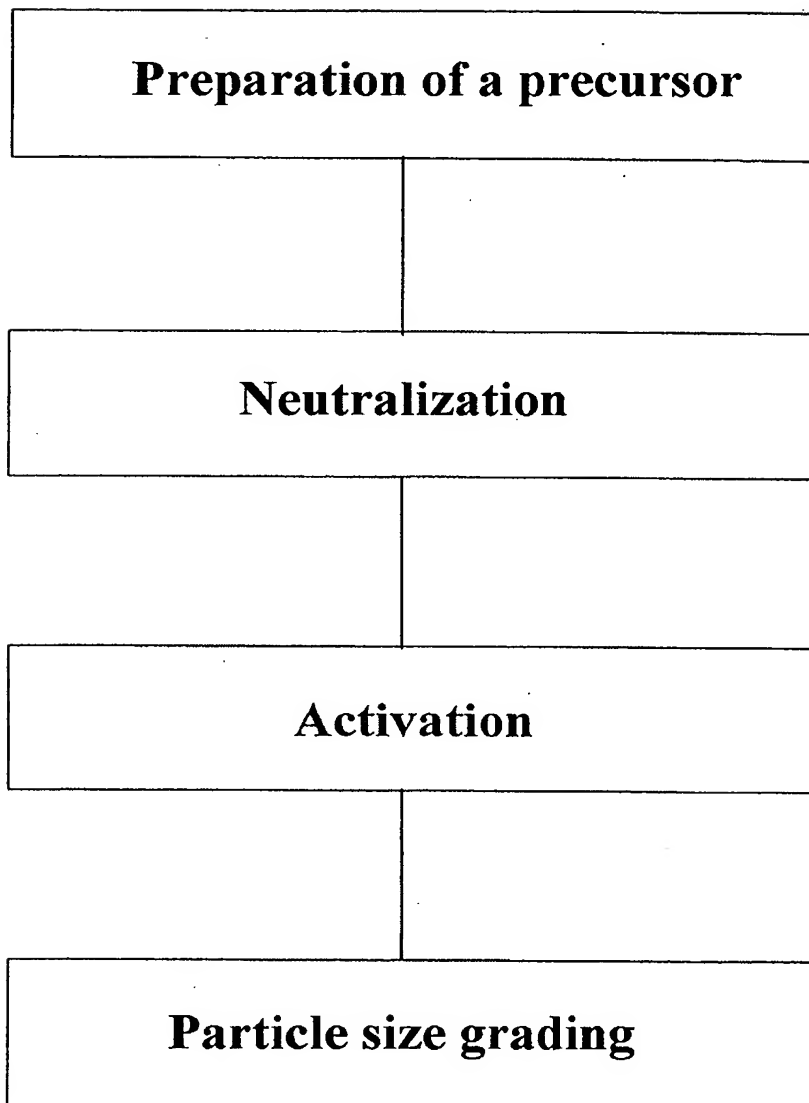 Preparation of a precursor
Neutralization
Activation
Particle size grading